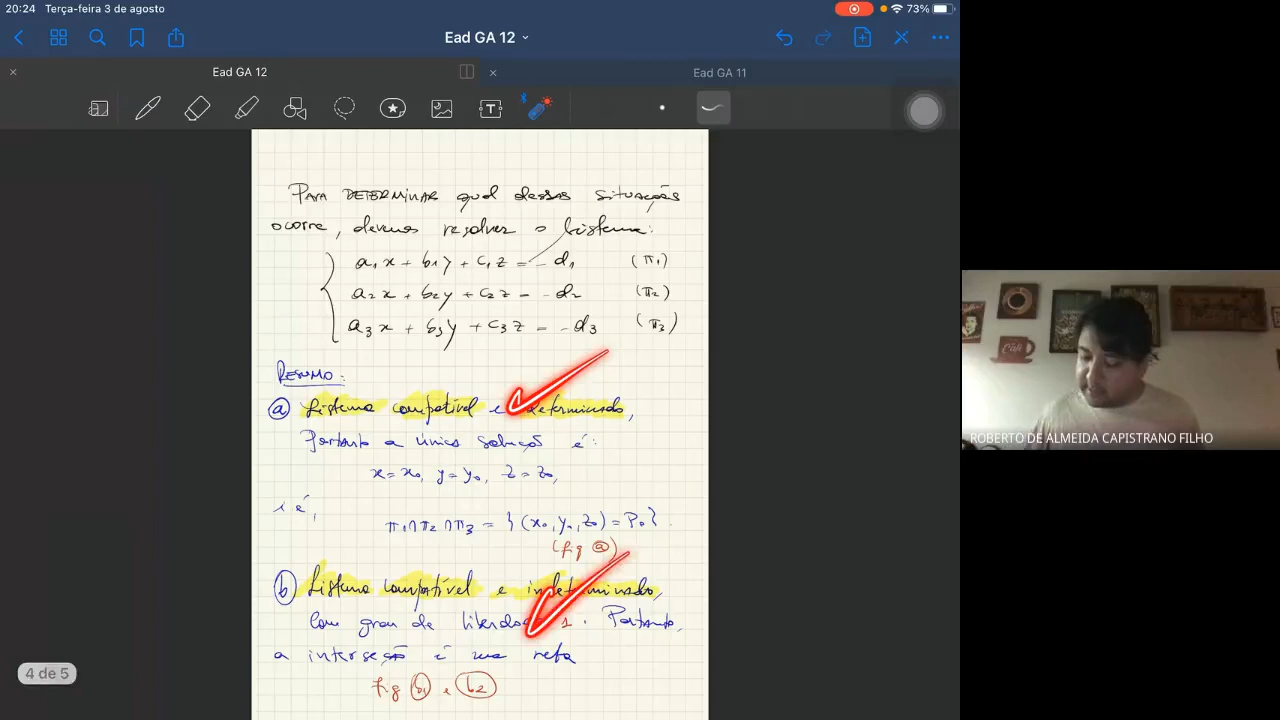 20:24 Terça-feira 3 de agosto
73%
Ead GA 12
Ead GA 12
Ead GA 11
T
PARA DETERMINAR qual dessas situações
ocorre, devemos resolver o Sistema:
a₁x + b₁y + c₁z = -d₁ (π₁)
a₂x + b₂y + c₂z = -d₂ (π₂)
a₃x + b₃y + c₃z = -d₃ (π₃)
RESUMO:
ⓐ Sistema compatível e determinado,
Portanto a única solução é:
x = x₀, y = y₀, z = z₀,
i é,
π₁∩π₂∩π₃ = {(x₀, y₀, z₀) = P₀}.
(fig ⓐ)
ⓑ Sistema compatível e indeterminado,
Com grau de liberdade 1. Portanto,
a interseção é uma reta
fig b₁ e b₂
4 de 5
ROBERTO DE ALMEIDA CAPISTRANO FILHO